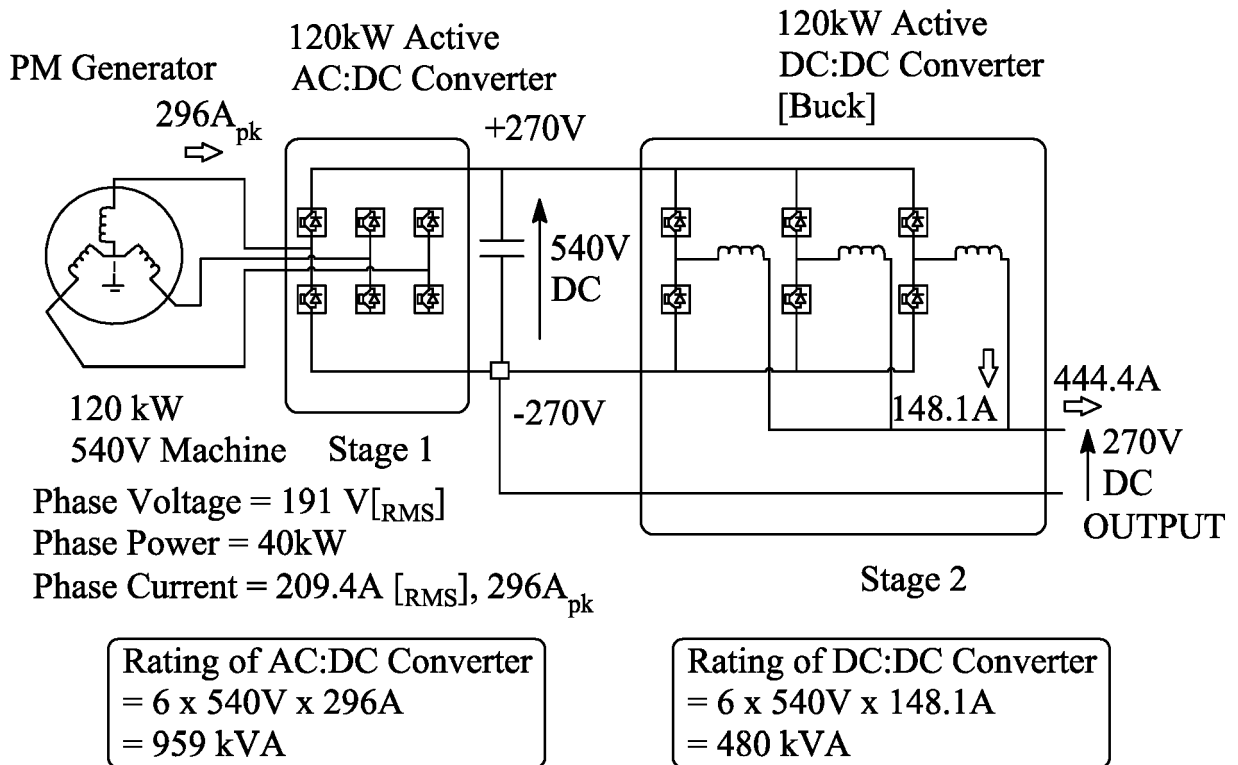 PM Generator
296Apk
120kW Active
AC:DC Converter
120kW Active
DC:DC Converter
[Buck]
+270V
540V
DC
-270V
148.1A
444.4A
270V
DC
OUTPUT
120 kW
540V Machine
Stage 1
Phase Voltage = 191 V[RMS]
Phase Power = 40kW
Phase Current = 209.4A [RMS], 296Apk
Stage 2
Rating of AC:DC Converter
= 6 x 540V x 296A
= 959 kVA
Rating of DC:DC Converter
= 6 x 540V x 148.1A
= 480 kVA